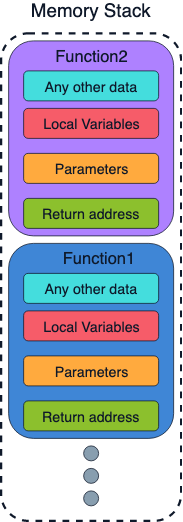 Memory Stack
Function2
Any other data
Local Variables
Parameters
Return address
Function1
Any other data
Local Variables
Parameters
Return address